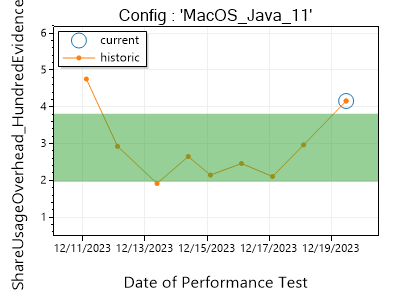 Config : 'MacOS_Java_11'
current
historic
ShareUsageOverhead_HundredEvidence
6
5
4
3
2
1
12/11/2023 12/13/2023 12/15/2023 12/17/2023 12/19/2023
Date of Performance Test